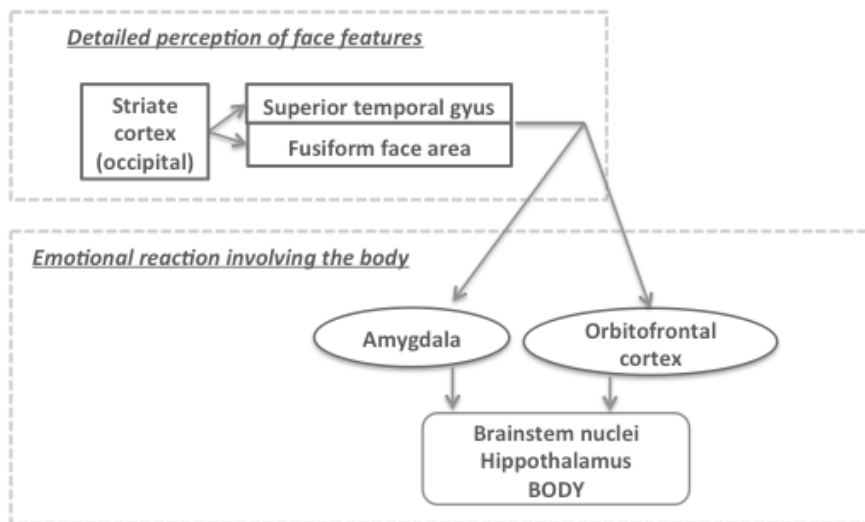 Detailed perception of face features
Striate
cortex
(occipital)
Superior temporal gyus
Fusiform face area
Emotional reaction involving the body
Amygdala
Orbitofrontal
cortex
Brainstem nuclei
Hippothalamus
BODY